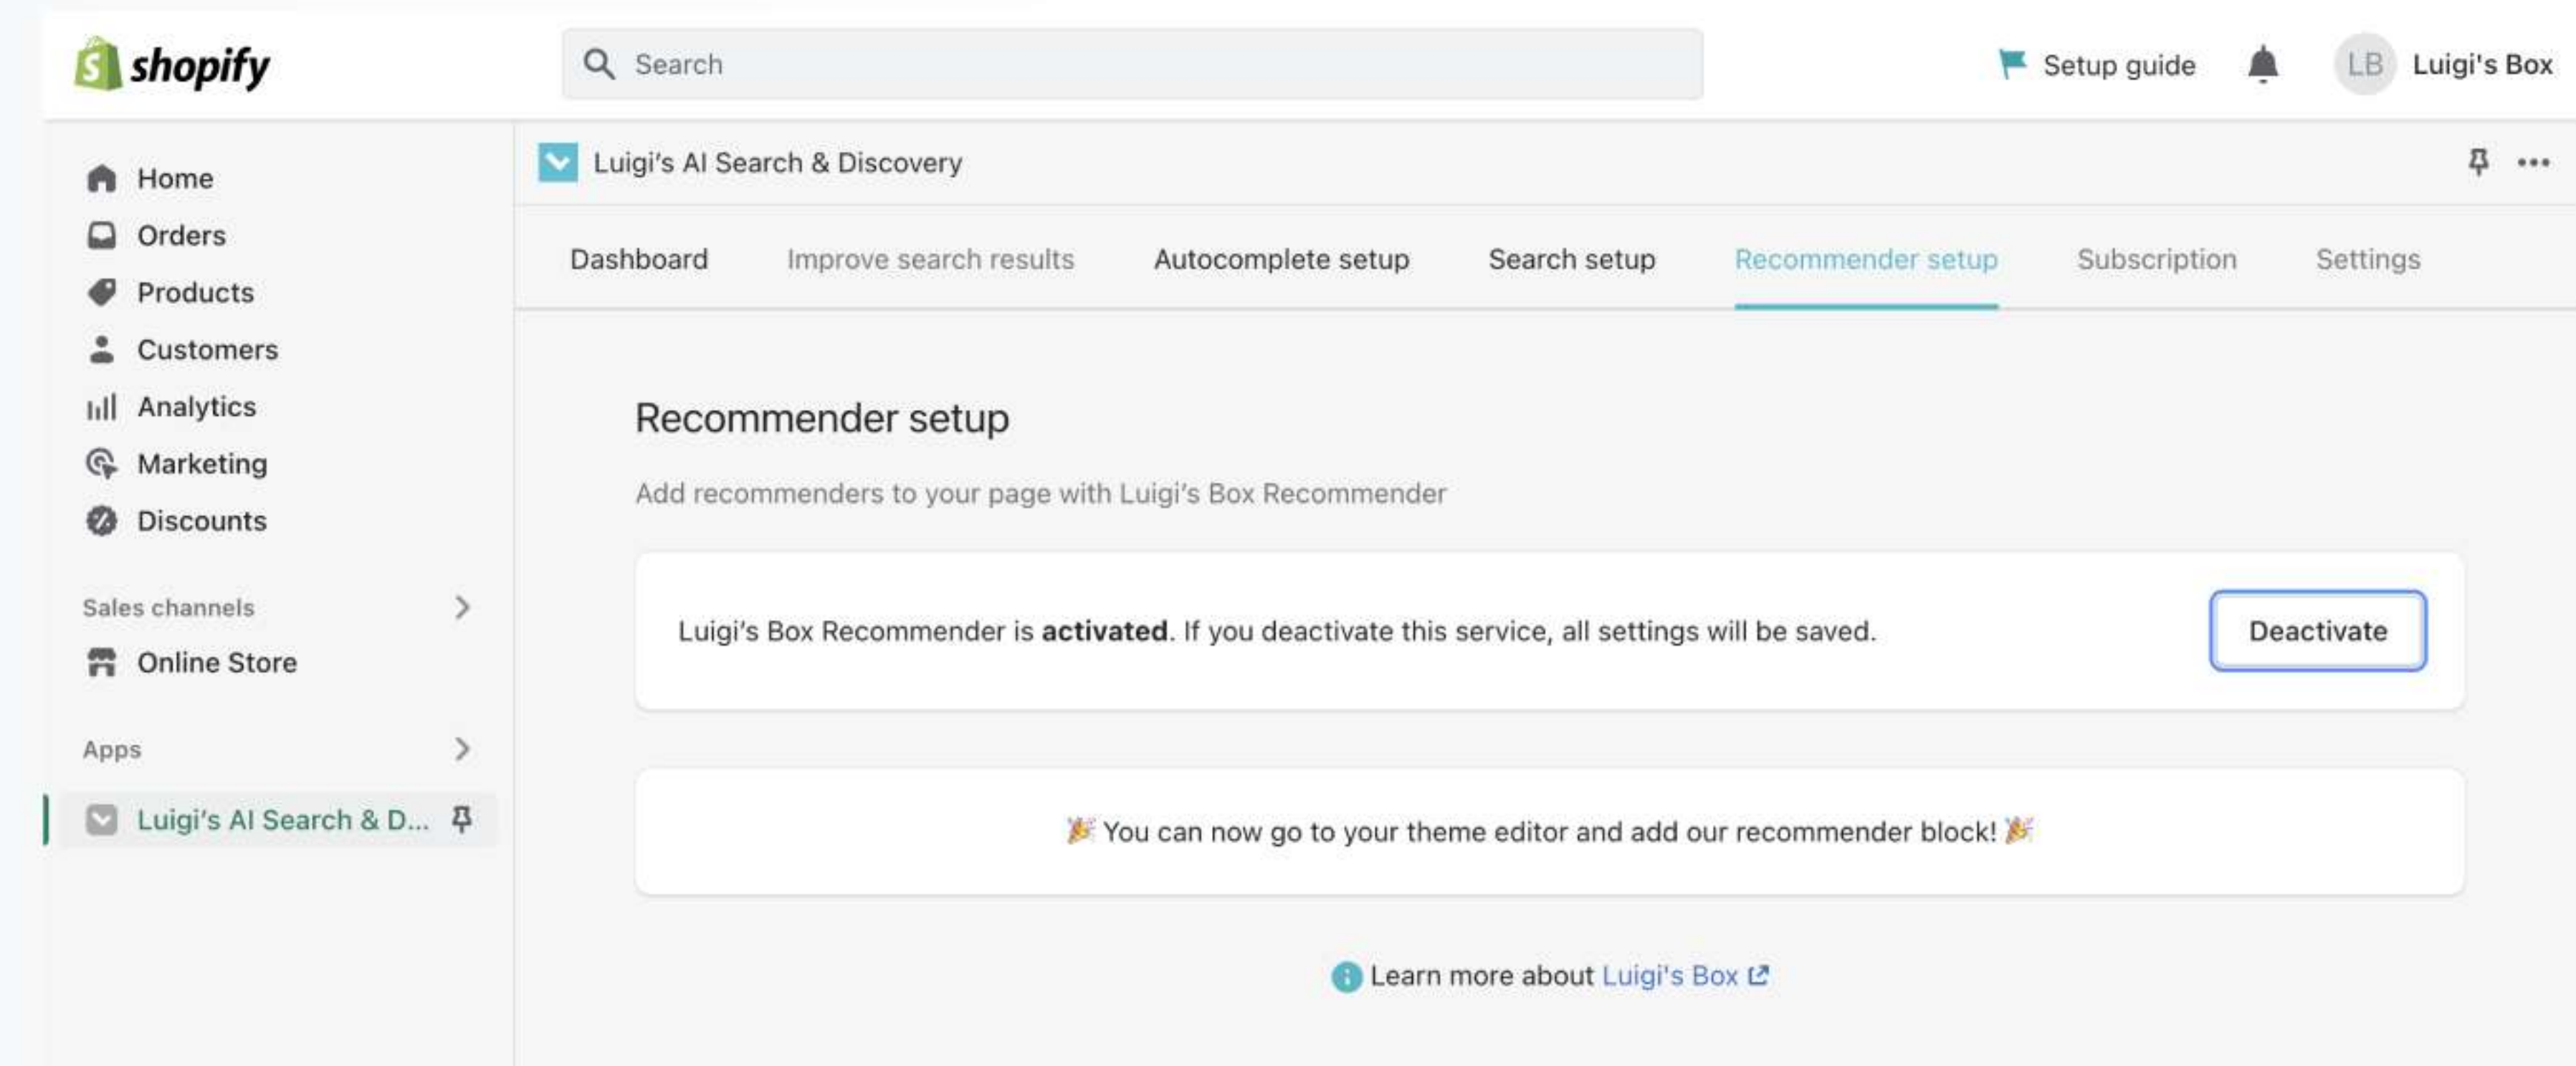 shopify
Search
Setup guide
LB
Luigi's Box
Home
Orders
Products
Customers
Analytics
Marketing
Discounts
Sales channels
Online Store
Apps
Luigi’s AI Search & D...
Luigi’s AI Search & Discovery
Dashboard
Improve search results
Autocomplete setup
Search setup
Recommender setup
Subscription
Settings
Recommender setup
Add recommenders to your page with Luigi’s Box Recommender
Luigi’s Box Recommender is activated. If you deactivate this service, all settings will be saved.
Deactivate
🎉 You can now go to your theme editor and add our recommender block! 🎉
Learn more about Luigi's Box